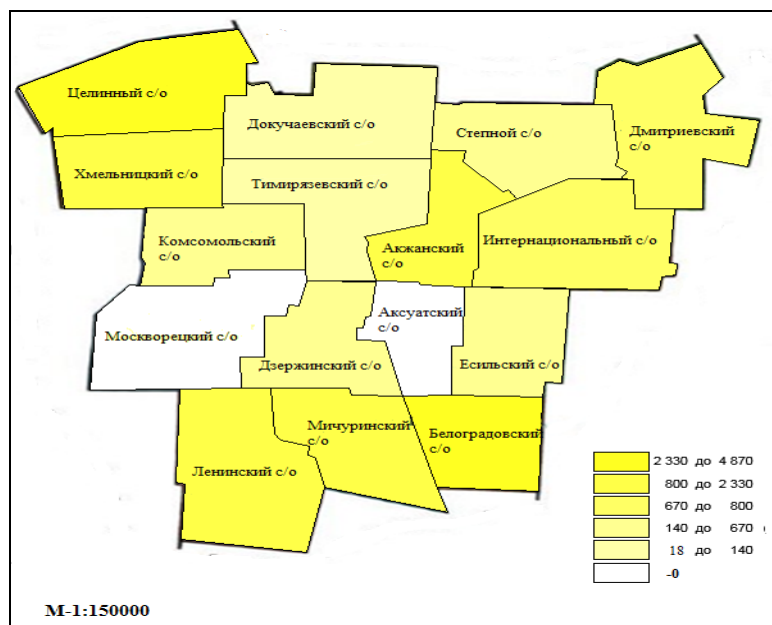 Целинный с/о
Докучаевский с/о
Степной с/о
Дмитриевский
с/о
Хмельницкий с/о
Тимирязевский с/о
Комсомольский
с/о
Акжанский
с/о
Интернациональный с/о
Аксуатский
с/о
Москворецкий с/о
Дзержинский с/о
Есильский с/о
Мичуринский
с/о
Белоградовский
с/о
Ленинский с/о
2 330 до 4 870
800 до 2 330
670 до 800
140 до 670
18 до 140
-0
М-1:150000